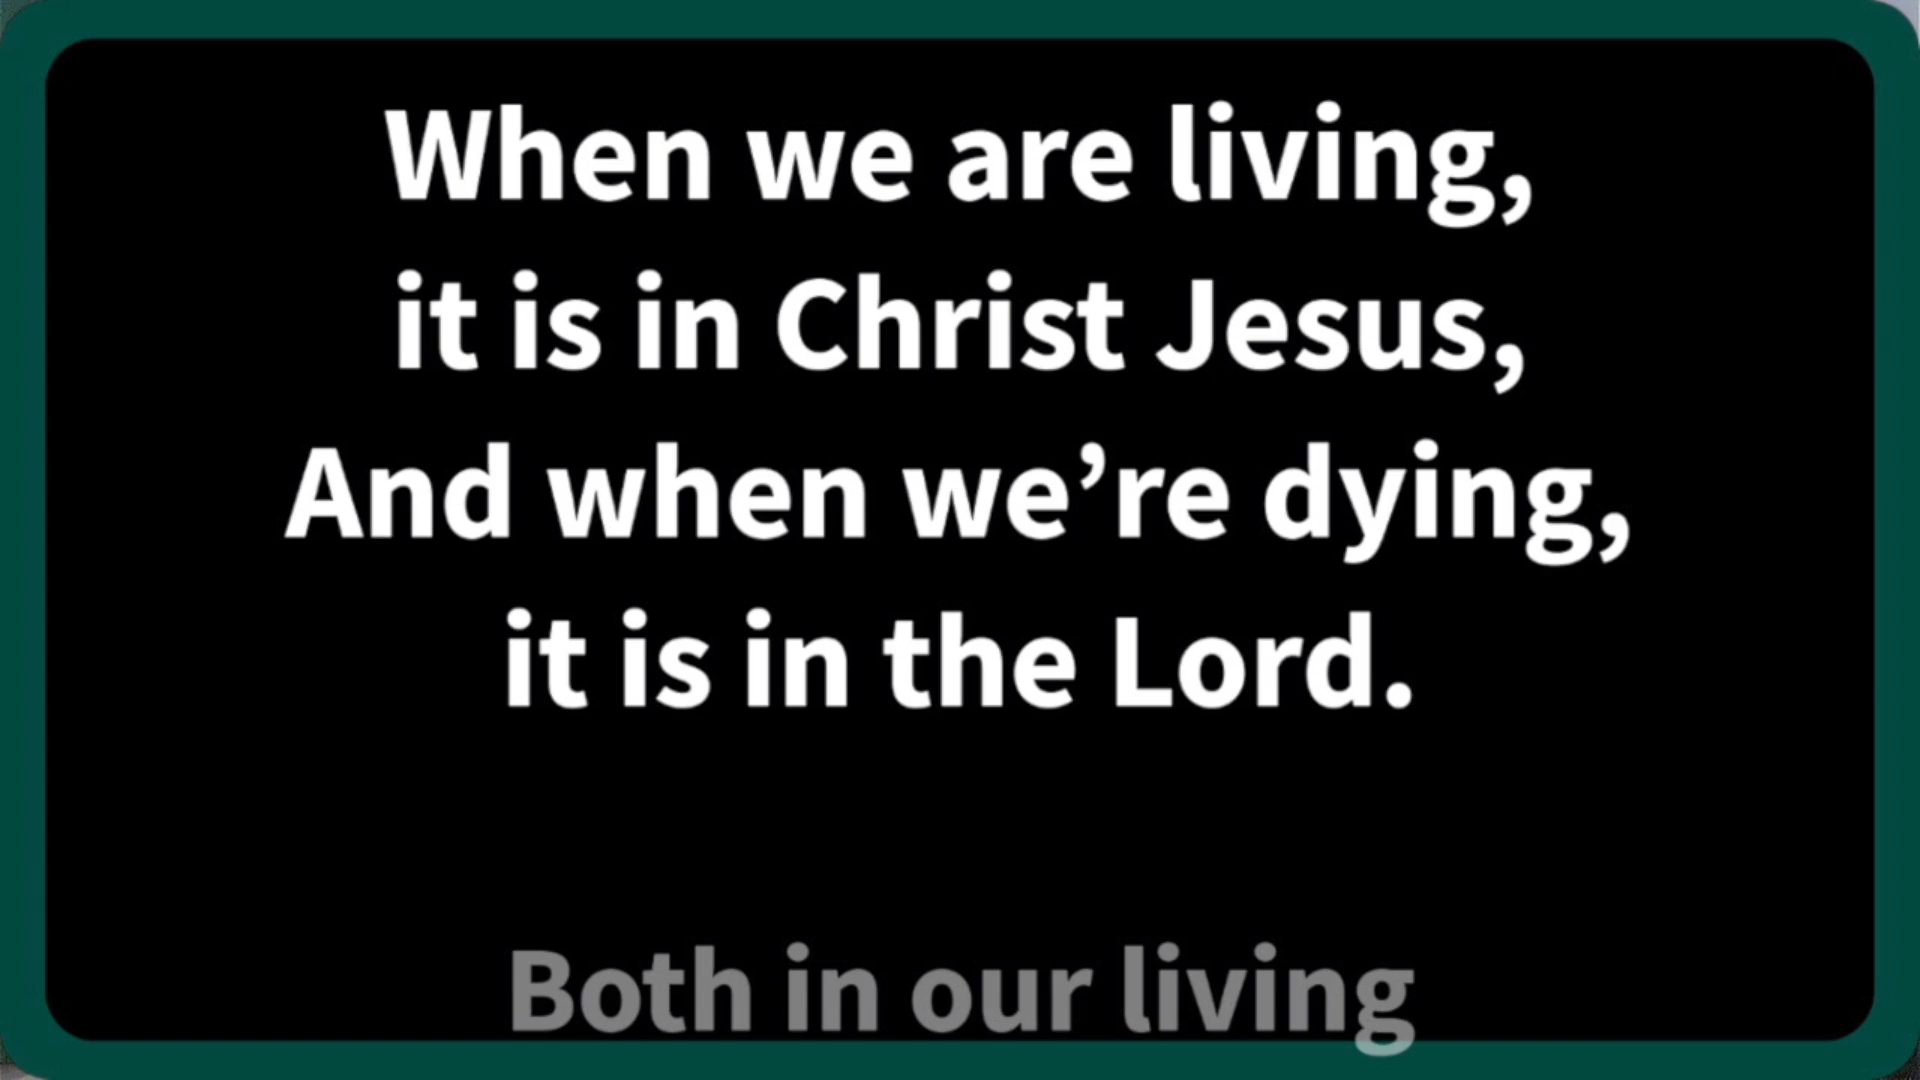 When we are living,
it is in Christ Jesus,
And when we’re dying,
it is in the Lord.
Both in our living